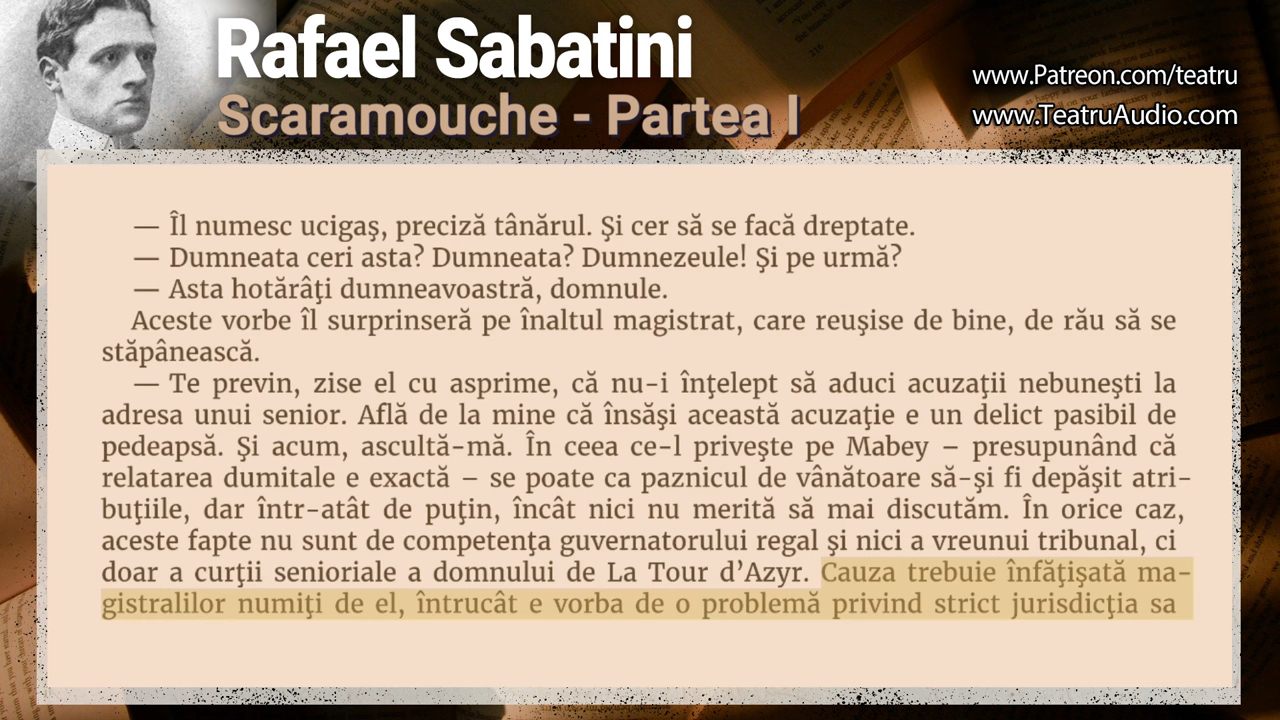 Rafael Sabatini
Scaramouche - Partea I
www.Patreon.com/teatru
www.TeatruAudio.com
— Îl numesc ucigaş, preciză tânărul. Şi cer să se facă dreptate.
— Dumneata ceri asta? Dumneata? Dumnezeule! Şi pe urmă?
— Asta hotărâţi dumneavoastră, domnule.
Aceste vorbe îl surprinseră pe înaltul magistrat, care reuşise de bine, de rău să se
stăpânească.
— Te previn, zise el cu asprime, că nu-i înţelept să aduci acuzaţii nebuneşti la
adresa unui senior. Află de la mine că însăşi această acuzaţie e un delict pasibil de
pedeapsă. Şi acum, ascultă-mă. În ceea ce-l priveşte pe Mabey – presupunând că
relatarea dumitale e exactă – se poate ca paznicul de vânătoare să-şi fi depăşit atri-
buţiile, dar într-atât de puţin, încât nici nu merită să mai discutăm. În orice caz,
aceste fapte nu sunt de competenţa guvernatorului regal şi nici a vreunui tribunal, ci
doar a curţii senioriale a domnului de La Tour d’Azyr. Cauza trebuie înfăţişată ma-
gistralilor numiţi de el, întrucât e vorba de o problemă privind strict jurisdicţia sa